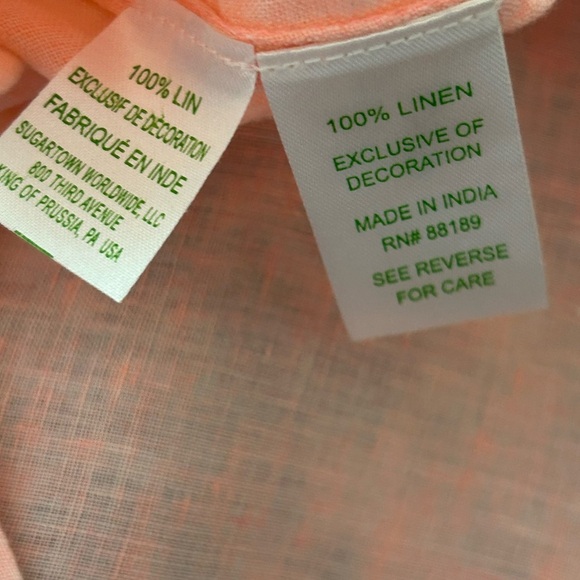 100% LIN
EXCLUSIF DE DÉCORATION
FABRIQUÉ EN INDE
SUGARTOWN WORLDWIDE, LLC
800 THIRD AVENUE
KING OF PRUSSIA, PA USA
100% LINEN
EXCLUSIVE OF
DECORATION
MADE IN INDIA
RN# 88189
SEE REVERSE
FOR CARE